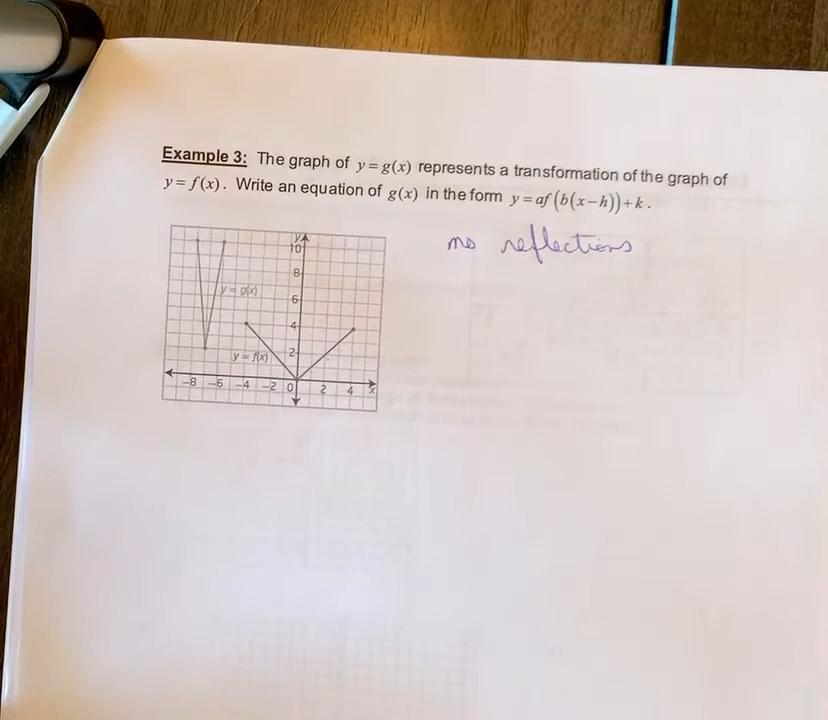 Example 3: The graph of y = g(x) represents a transformation of the graph of
y = f(x). Write an equation of g(x) in the form y = af(b(x−h))+k.
no reflections
y
10
8
y = g(x)
6
4
y = f(x)
2
−8 −6 −4 −2 0 2 4 x